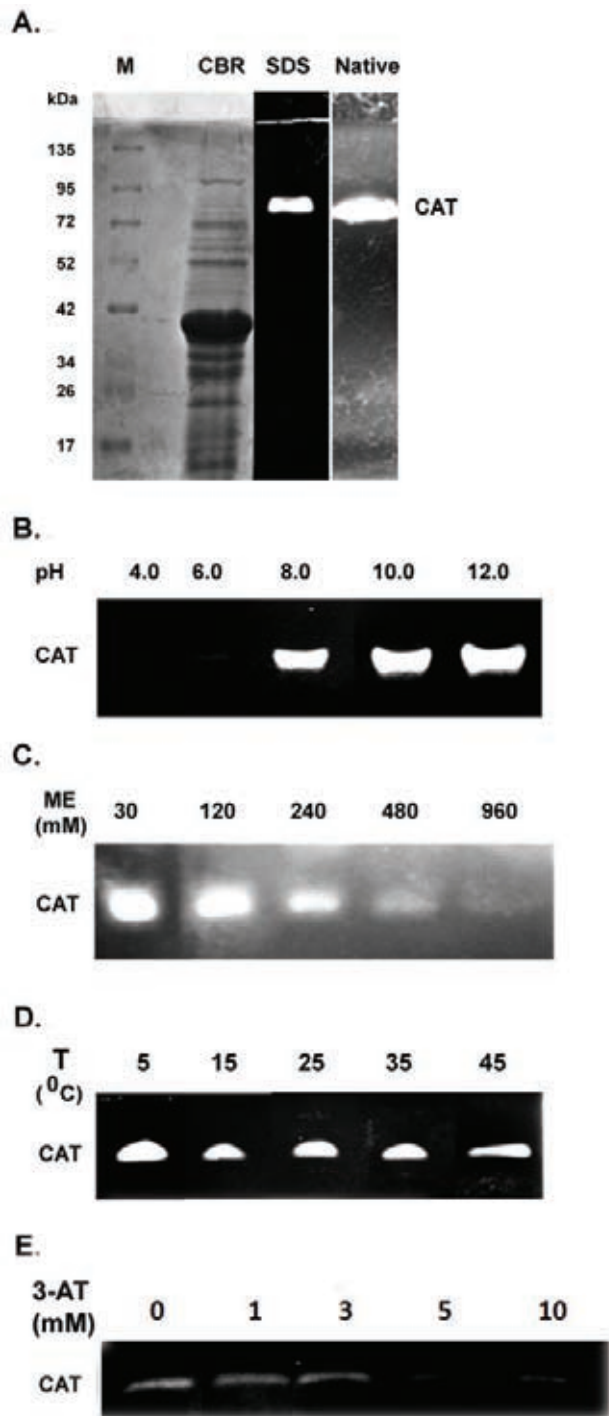 A.
M CBR SDS Native
kDa
135
95
CAT
72
52
42
34
26
17
B.
pH 4.0 6.0 8.0 10.0 12.0
CAT
C.
ME
(mM) 30 120 240 480 960
CAT
D.
T 5 15 25 35 45
(⁰C)
CAT
E.
3-AT
(mM) 0 1 3 5 10
CAT